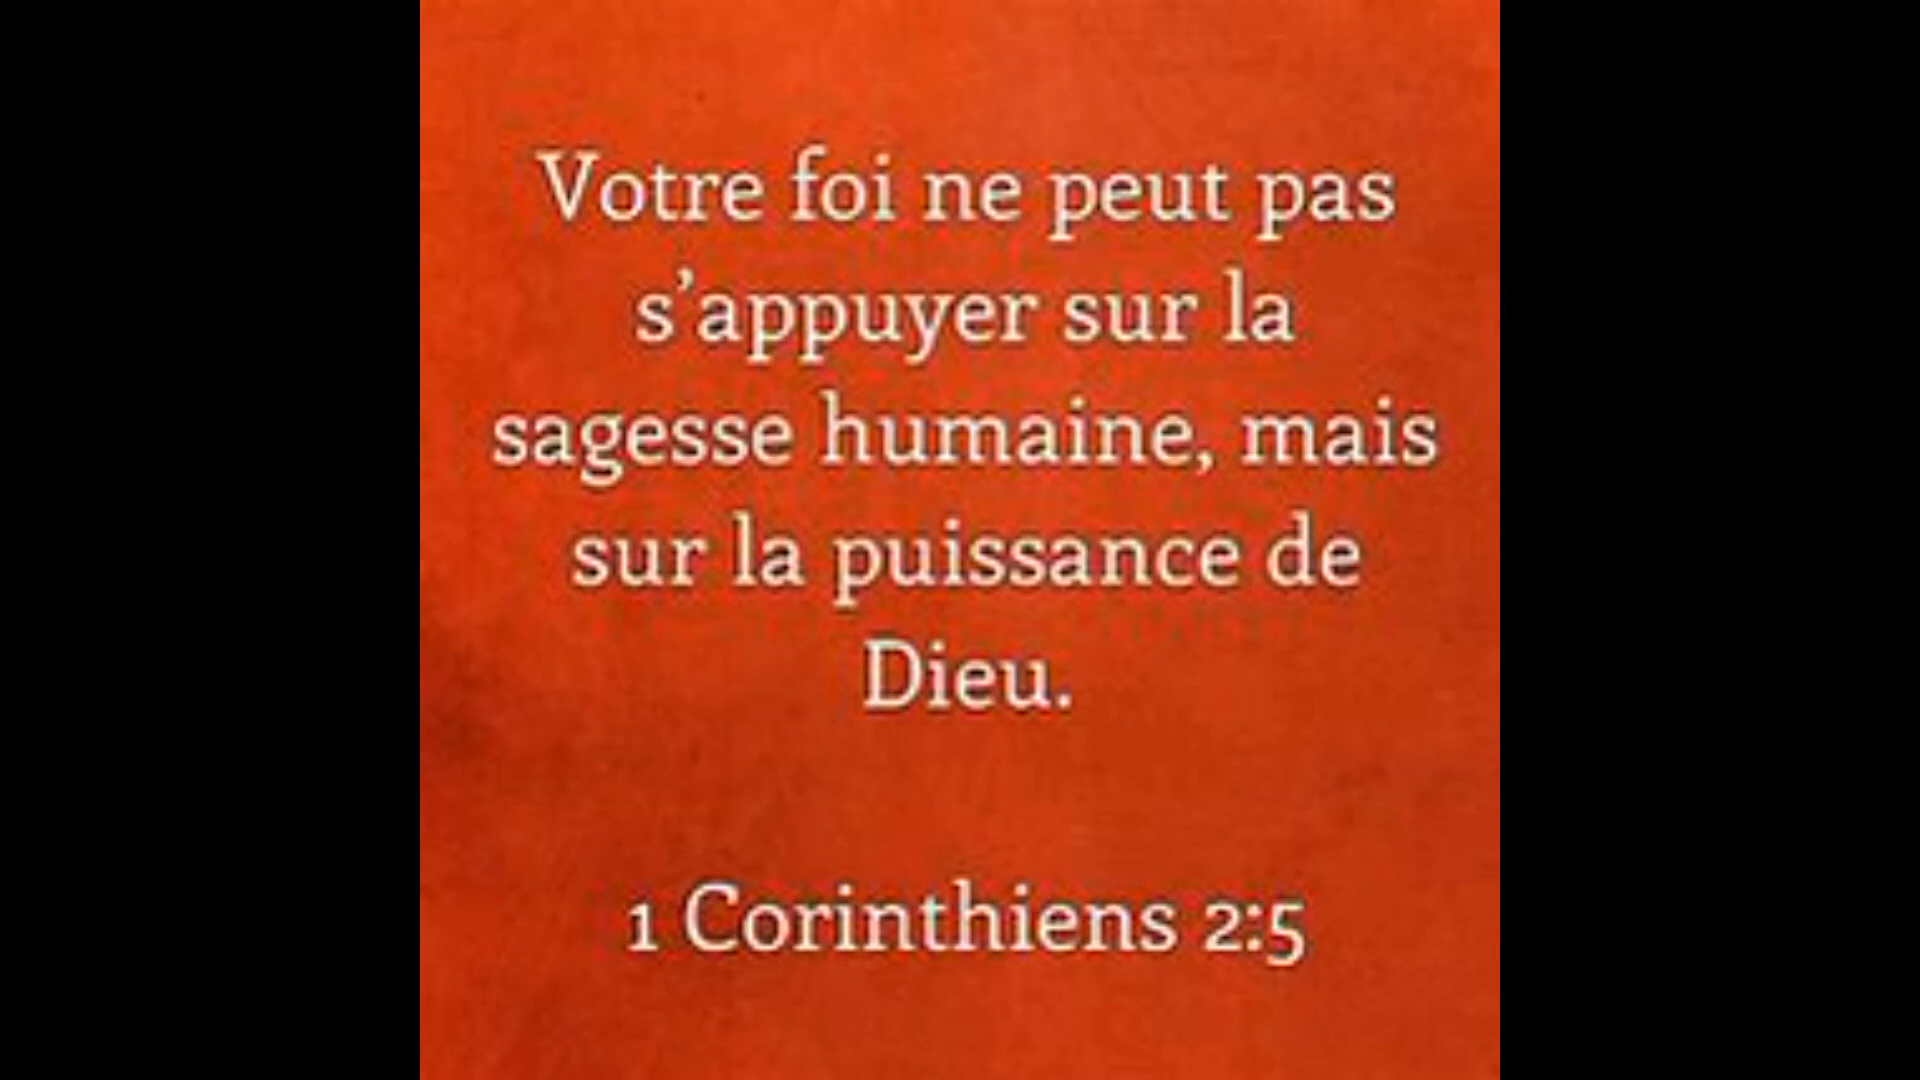 Votre foi ne peut pas
s’appuyer sur la
sagesse humaine, mais
sur la puissance de
Dieu.
1 Corinthiens 2:5